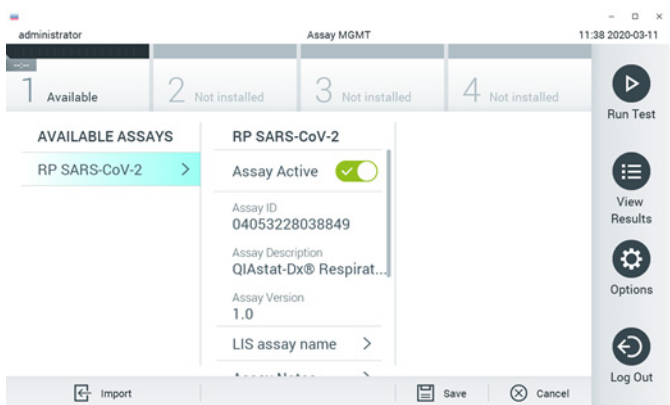 administrator
Assay MGMT
11:38 2020-03-11
1 Available
2 Not installed
3 Not installed
4 Not installed
Run Test
AVAILABLE ASSAYS
RP SARS-CoV-2
RP SARS-CoV-2
Assay Active
Assay ID
04053228038849
Assay Description
QIAstat-Dx® Respirat...
Assay Version
1.0
LIS assay name
View
Results
Options
Log Out
Import
Save
Cancel